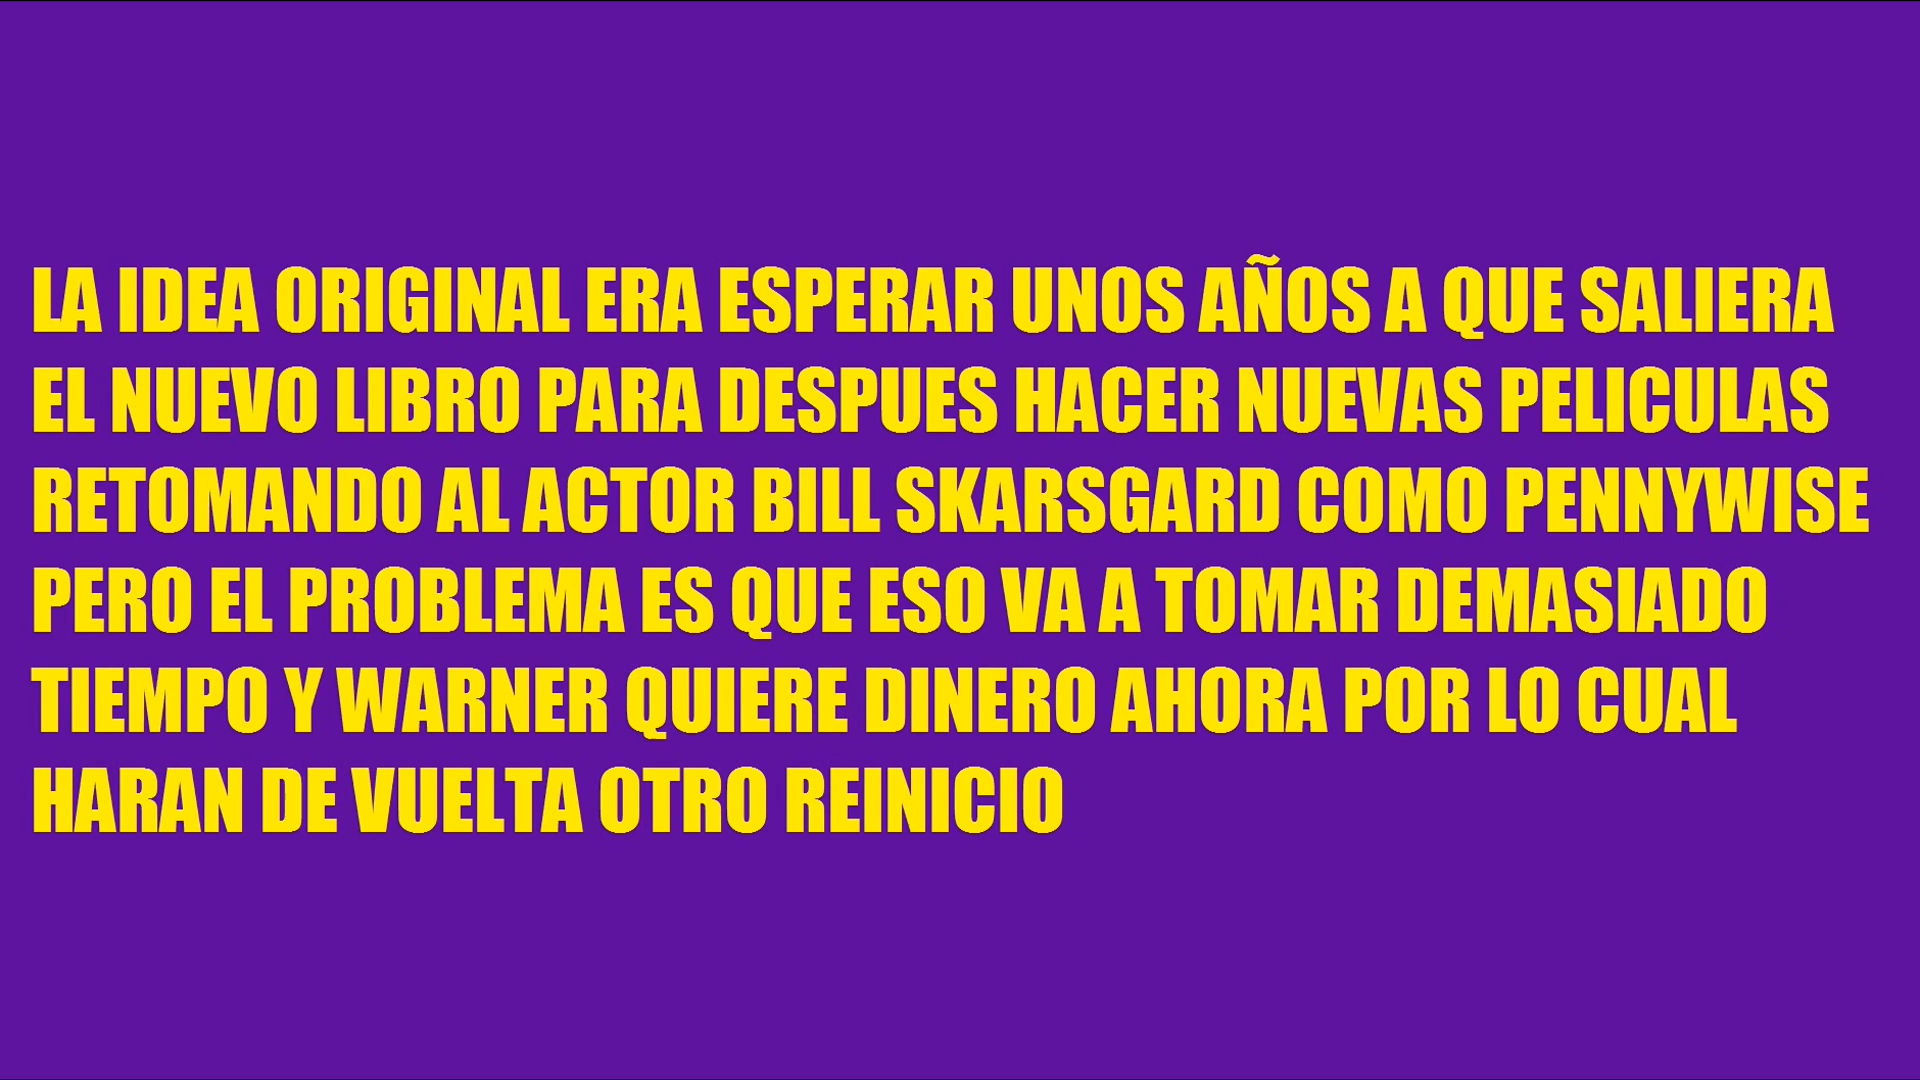 LA IDEA ORIGINAL ERA ESPERAR UNOS AÑOS A QUE SALIERA
EL NUEVO LIBRO PARA DESPUES HACER NUEVAS PELICULAS
RETOMANDO AL ACTOR BILL SKARSGARD COMO PENNYWISE
PERO EL PROBLEMA ES QUE ESO VA A TOMAR DEMASIADO
TIEMPO Y WARNER QUIERE DINERO AHORA POR LO CUAL
HARAN DE VUELTA OTRO REINICIO